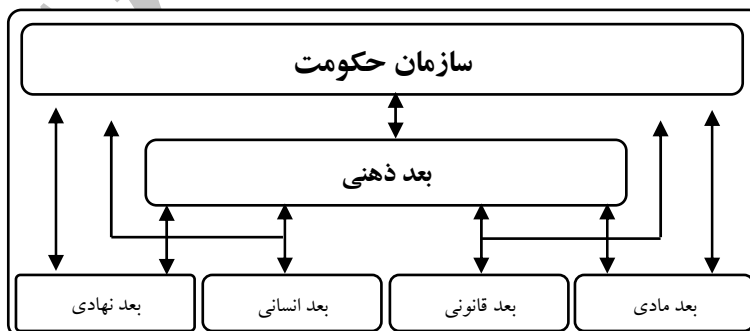 سازمان حکومت
بعد ذهنی
بعد مادی
بعد قانونی
بعد انسانی
بعد نهادی